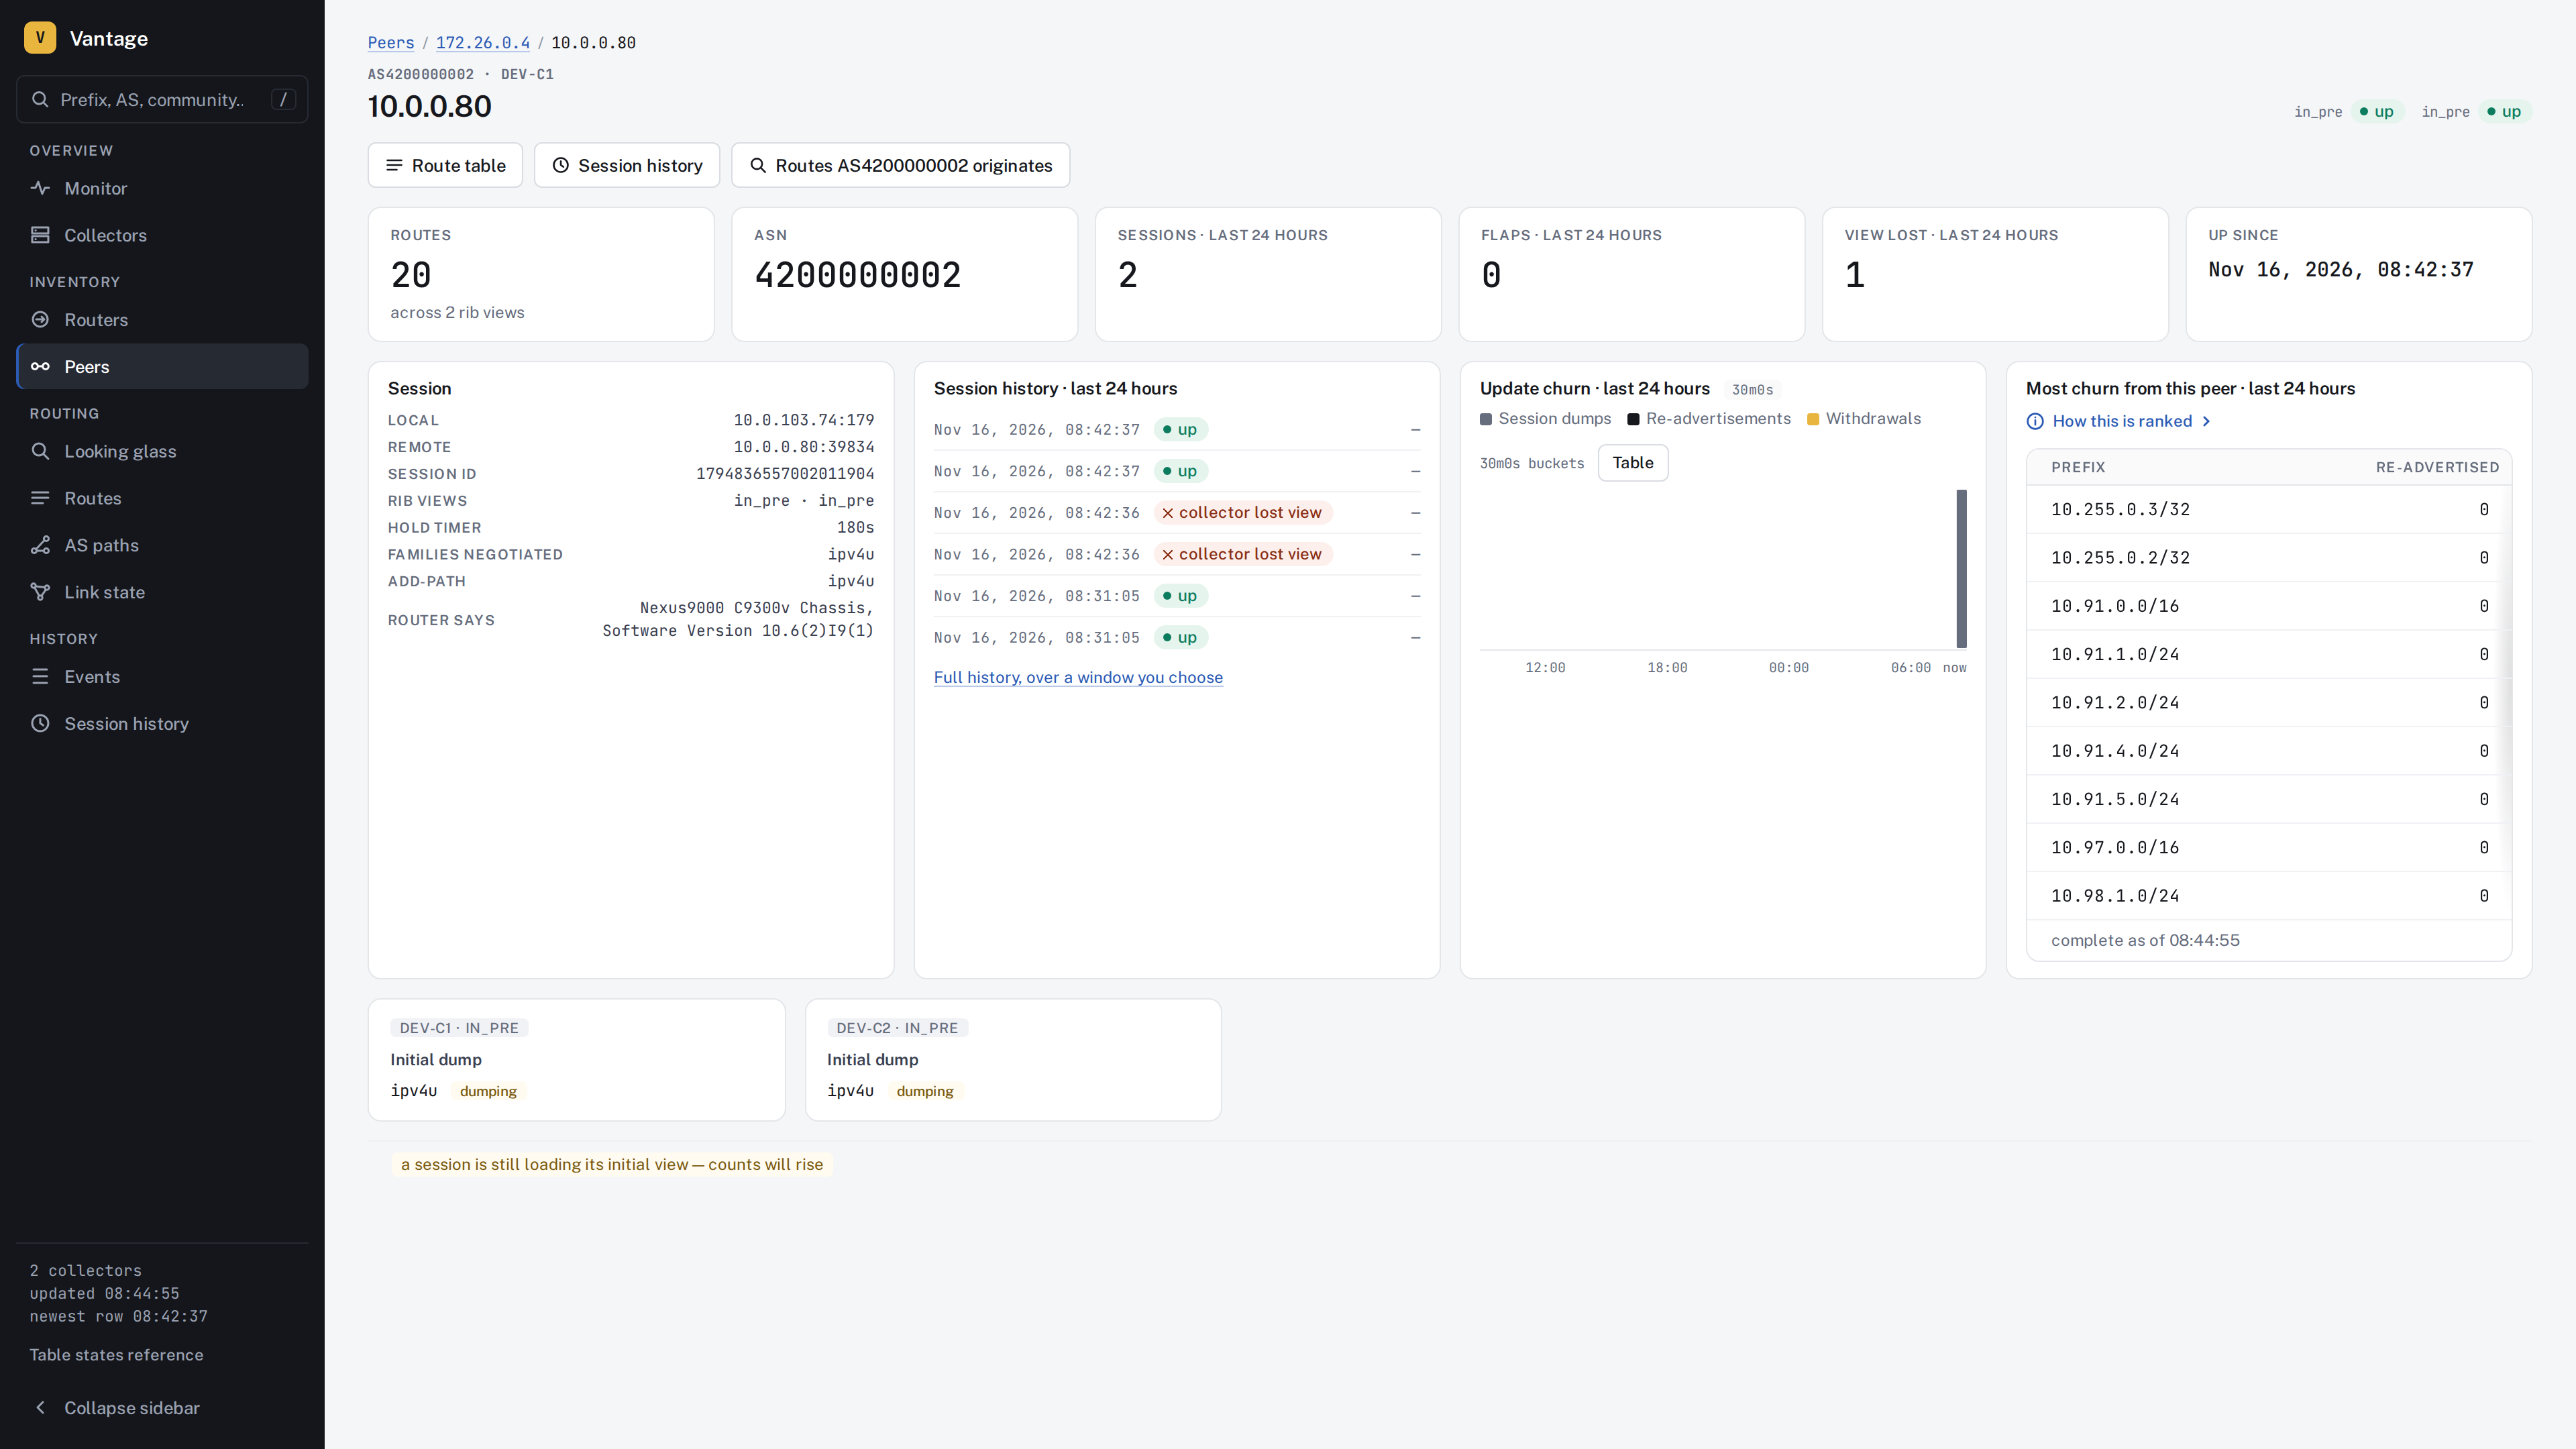 V Vantage
Prefix, AS, community.. /
OVERVIEW
Monitor
Collectors
INVENTORY
Routers
Peers
ROUTING
Looking glass
Routes
AS paths
Link state
HISTORY
Events
Session history
2 collectors
updated 08:44:55
newest row 08:42:37
Table states reference
Collapse sidebar
Peers / 172.26.0.4 / 10.0.0.80
AS4200000002 · DEV-C1
10.0.0.80
in_pre up in_pre up
Route table
Session history
Routes AS4200000002 originates
ROUTES
20
across 2 rib views
ASN
4200000002
SESSIONS · LAST 24 HOURS
2
FLAPS · LAST 24 HOURS
0
VIEW LOST · LAST 24 HOURS
1
UP SINCE
Nov 16, 2026, 08:42:37
Session
LOCAL 10.0.103.74:179
REMOTE 10.0.0.80:39834
SESSION ID 1794836557002011904
RIB VIEWS in_pre · in_pre
HOLD TIMER 180s
FAMILIES NEGOTIATED ipv4u
ADD-PATH ipv4u
ROUTER SAYS Nexus9000 C9300v Chassis,
Software Version 10.6(2)I9(1)
Session history · last 24 hours
Nov 16, 2026, 08:42:37 up —
Nov 16, 2026, 08:42:37 up —
Nov 16, 2026, 08:42:36 collector lost view —
Nov 16, 2026, 08:42:36 collector lost view —
Nov 16, 2026, 08:31:05 up —
Nov 16, 2026, 08:31:05 up —
Full history, over a window you choose
Update churn · last 24 hours 30m0s
Session dumps Re-advertisements Withdrawals
30m0s buckets Table
12:00 18:00 00:00 06:00 now
Most churn from this peer · last 24 hours
How this is ranked
PREFIX RE-ADVERTISED
10.255.0.3/32 0
10.255.0.2/32 0
10.91.0.0/16 0
10.91.1.0/24 0
10.91.2.0/24 0
10.91.4.0/24 0
10.91.5.0/24 0
10.97.0.0/16 0
10.98.1.0/24 0
complete as of 08:44:55
DEV-C1 · IN_PRE
Initial dump
ipv4u dumping
DEV-C2 · IN_PRE
Initial dump
ipv4u dumping
a session is still loading its initial view — counts will rise